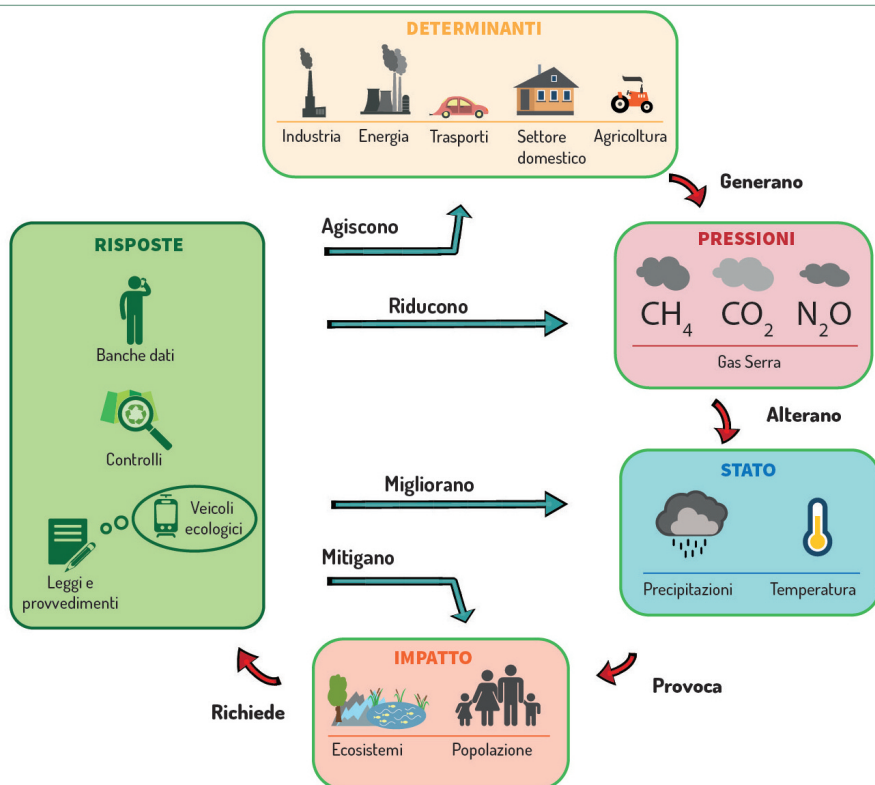 DETERMINANTI
Industria
Energia
Trasporti
Settore
domestico
Agricoltura
Generano
Agiscono
RISPOSTE
PRESSIONI
Riducono
CH₄
CO₂
N₂O
Banche dati
Gas Serra
Alterano
Controlli
Migliorano
STATO
Veicoli
ecologici
Mitigano
Leggi e
provvedimenti
Precipitazioni
Temperatura
IMPATTO
Provoca
Richiede
Ecosistemi
Popolazione